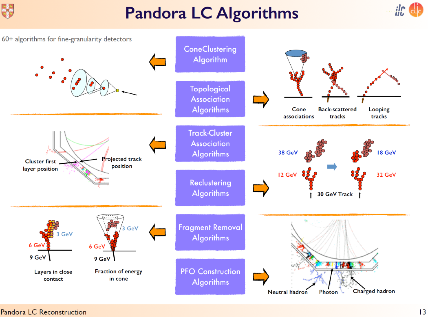 Pandora LC Algorithms
60+ algorithms for fine-granularity detectors
ConeClustering
Algorithm
Topological
Association
Algorithms
Cone
associations
Back-scattered
tracks
Looping
tracks
Track-Cluster
Association
Algorithms
Cluster first
layer position
Projected track
position
38 GeV
18 GeV
12 GeV
32 GeV
30 GeV Track
Reclustering
Algorithms
Fragment Removal
Algorithms
3 GeV
6 GeV
9 GeV
Layers in close
contact
6 GeV
9 GeV
Fraction of energy
in cone
PFO Construction
Algorithms
Neutral hadron
Photon
Charged hadron
Pandora LC Reconstruction
13